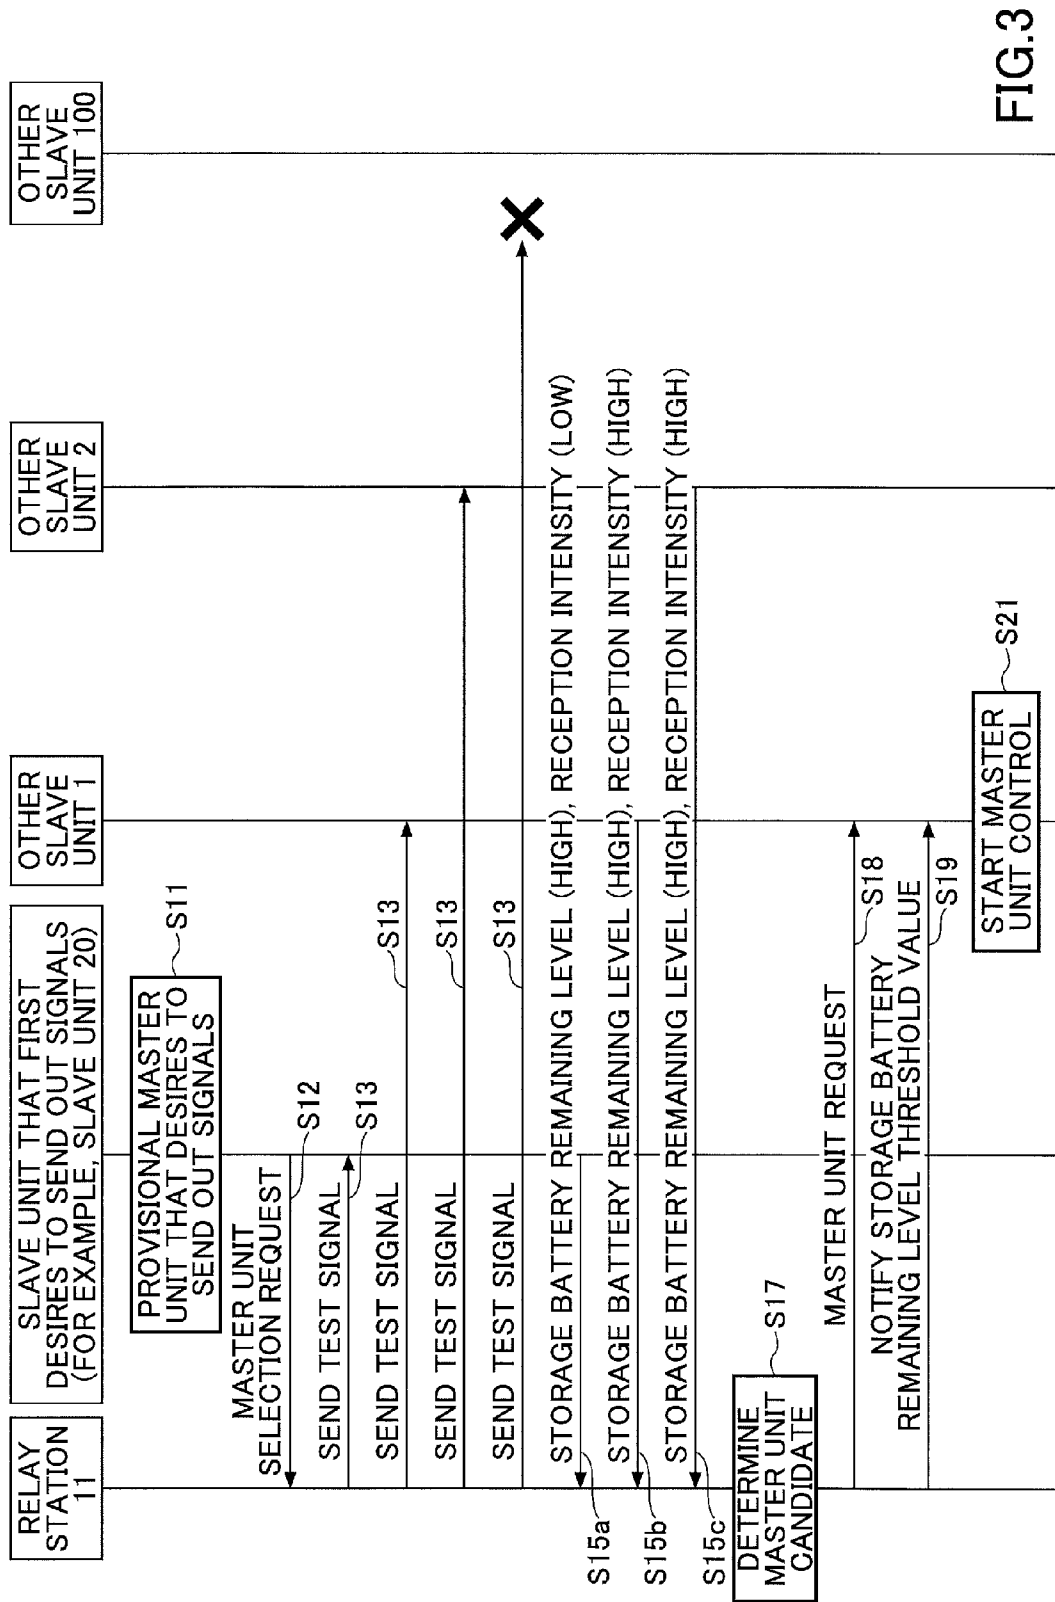 RELAY
STATION
11
SLAVE UNIT THAT FIRST
DESIRES TO SEND OUT SIGNALS
(FOR EXAMPLE, SLAVE UNIT 20)
OTHER
SLAVE
UNIT 1
OTHER
SLAVE
UNIT 2
OTHER
SLAVE
UNIT 100
PROVISIONAL MASTER
UNIT THAT DESIRES TO
SEND OUT SIGNALS
S11
MASTER UNIT
SELECTION REQUEST
S12
SEND TEST SIGNAL
S13
SEND TEST SIGNAL
S13
SEND TEST SIGNAL
S13
SEND TEST SIGNAL
S13
STORAGE BATTERY REMAINING LEVEL (HIGH), RECEPTION INTENSITY (LOW)
S15a
STORAGE BATTERY REMAINING LEVEL (HIGH), RECEPTION INTENSITY (HIGH)
S15b
STORAGE BATTERY REMAINING LEVEL (HIGH), RECEPTION INTENSITY (HIGH)
S15c
DETERMINE
MASTER UNIT
CANDIDATE
S17
MASTER UNIT REQUEST
S18
NOTIFY STORAGE BATTERY
REMAINING LEVEL THRESHOLD VALUE
S19
START MASTER
UNIT CONTROL
S21
FIG.3